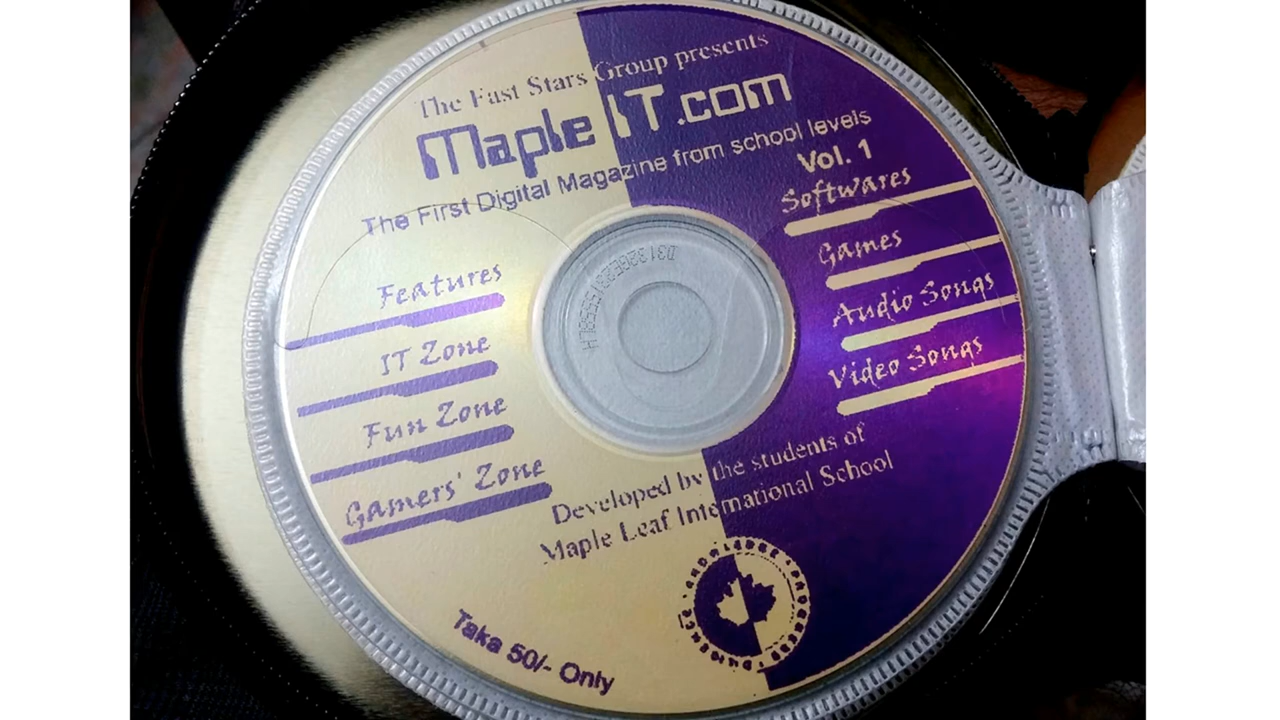 The Fast Stars Group presents
Maple IT.com
The First Digital Magazine from school levels
Vol. 1
Softwares
Games
Audio Songs
Video Songs
Features
IT Zone
Fun Zone
Gamers' Zone
Developed by the students of
Maple Leaf International School
KNOWLEDGE PROGRESS
Taka 50/- Only